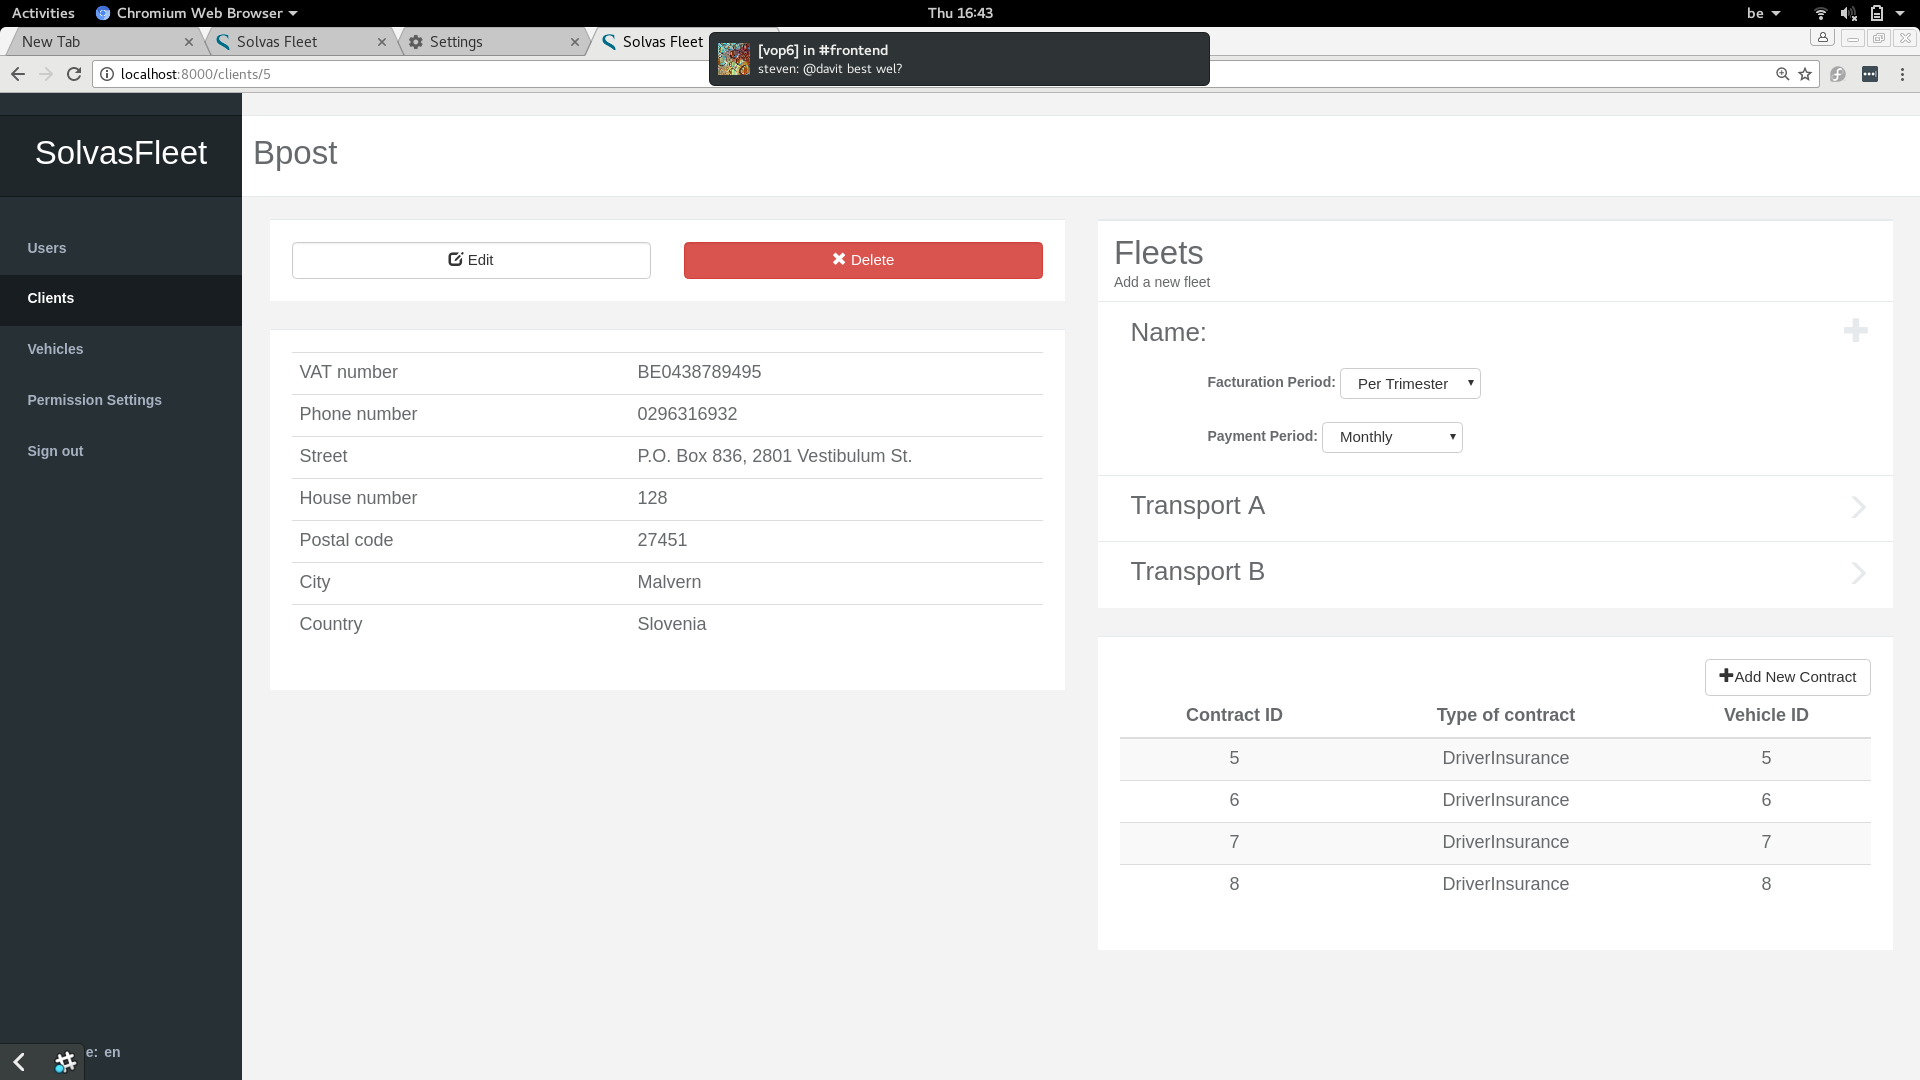 Activities
Chromium Web Browser
Thu 16:43
be
New Tab
Solvas Fleet
Settings
Solvas Fleet
[vop6] in #frontend
steven: @davit best wel?
localhost:8000/clients/5
SolvasFleet
Bpost
Users
Clients
Vehicles
Permission Settings
Sign out
e: en
Edit
Delete
VAT number BE0438789495
Phone number 0296316932
Street P.O. Box 836, 2801 Vestibulum St.
House number 128
Postal code 27451
City Malvern
Country Slovenia
Fleets
Add a new fleet
Name:
Facturation Period: Per Trimester
Payment Period: Monthly
Transport A
Transport B
Add New Contract
Contract ID Type of contract Vehicle ID
5 DriverInsurance 5
6 DriverInsurance 6
7 DriverInsurance 7
8 DriverInsurance 8